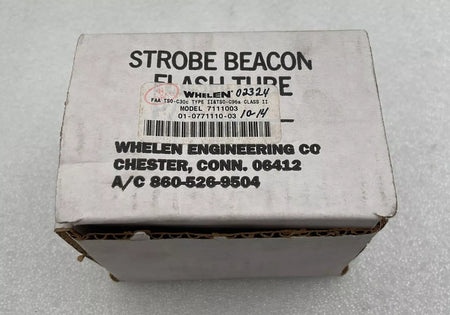 STROBE BEACON
FLASH TUBE
WHELEN 02324
FAA TSO-C30c TYPE II&TSO-C96a CLASS II
MODEL 7111003
01-0771110-03 10-14
WHELEN ENGINEERING CO
CHESTER, CONN. 06412
A/C 860-526-9504